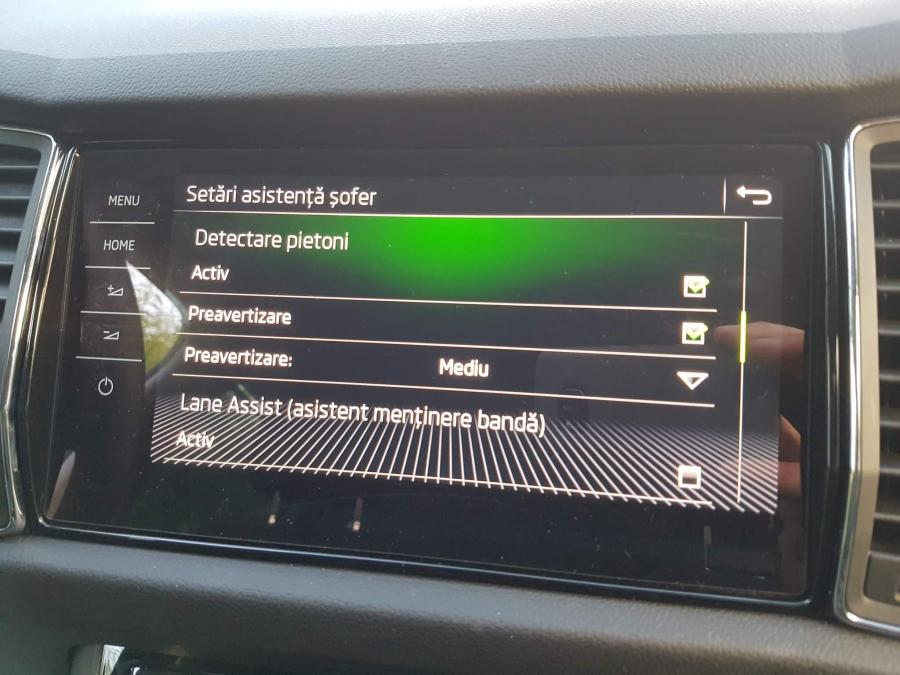 MENU
HOME
Setări asistență șofer
Detectare pietoni
Activ
Preavertizare
Preavertizare: Mediu
Lane Assist (asistent menținere bandă)
Activ